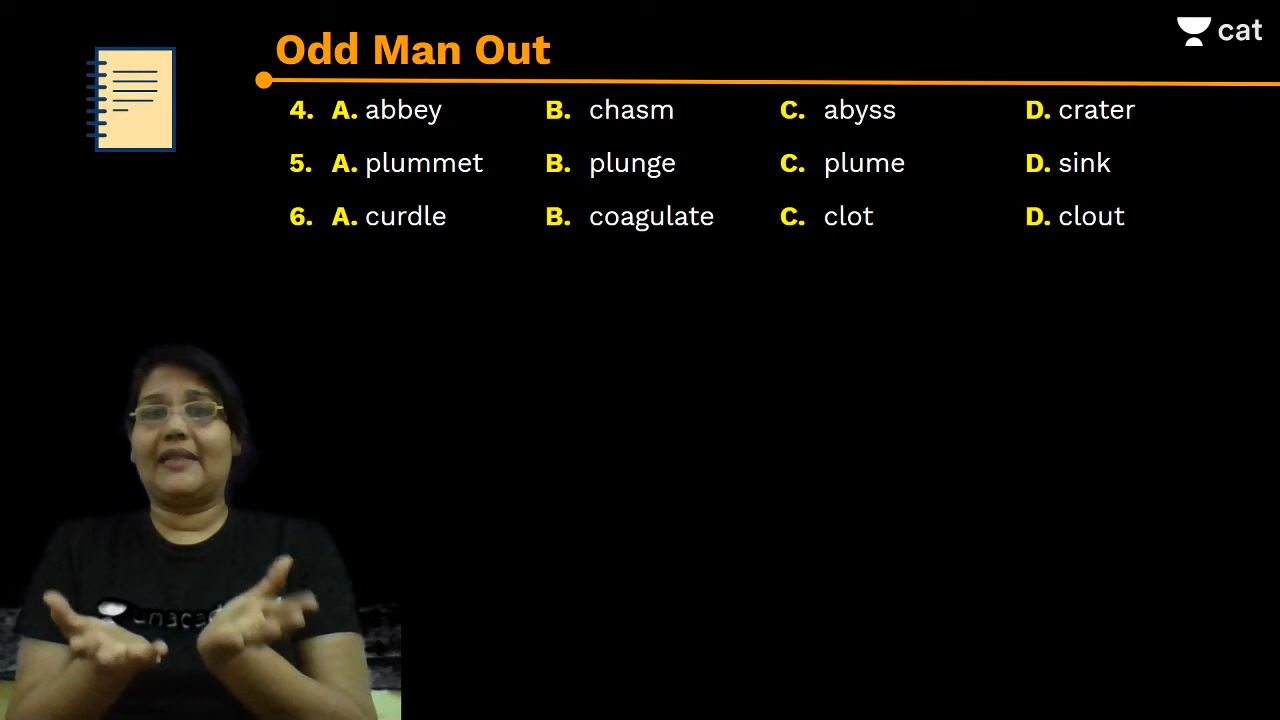 cat
Odd Man Out
4. A. abbey B. chasm C. abyss D. crater
5. A. plummet B. plunge C. plume D. sink
6. A. curdle B. coagulate C. clot D. clout